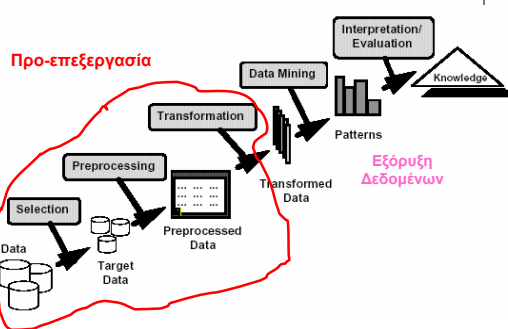 Interpretation/
Evaluation
Προ-επεξεργασία
Data Mining
Knowledge
Transformation
Patterns
Preprocessing
Εξόρυξη
Δεδομένων
Transformed
Data
Selection
Preprocessed
Data
Data
Target
Data